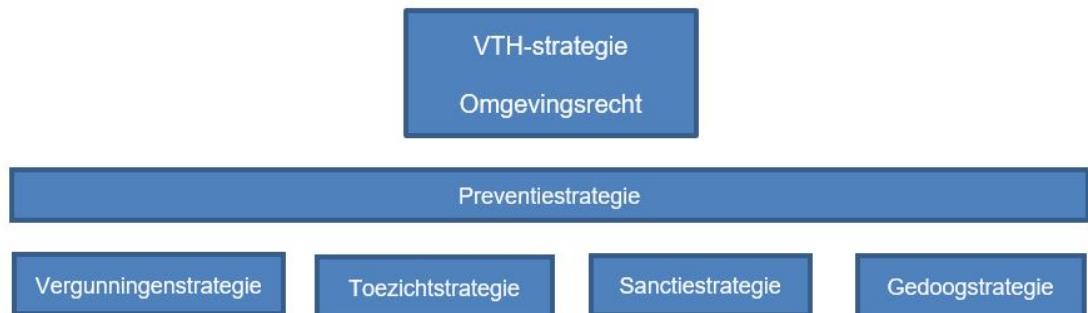 VTH-strategie
Omgevingsrecht
Preventiestrategie
Vergunningenstrategie
Toezichtstrategie
Sanctiestrategie
Gedoogstrategie